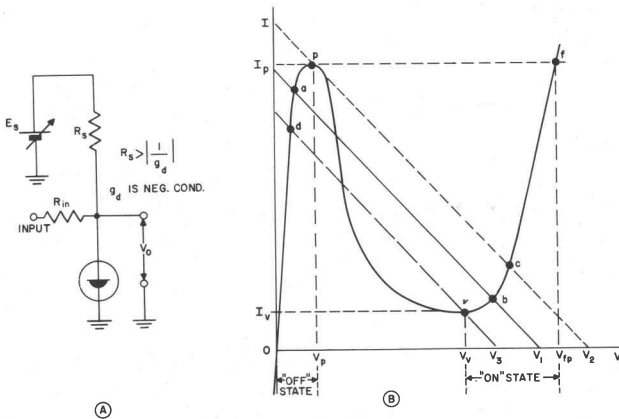 E_s
R_s
R_s > |1/g_d|
g_d IS NEG. COND.
R_in
INPUT
V_o
A
I
I_p
p
f
a
d
c
b
v
I_v
O
V_p
V_v
V_3
V_1
V_fp
V_2
V
"OFF" STATE
"ON" STATE
B